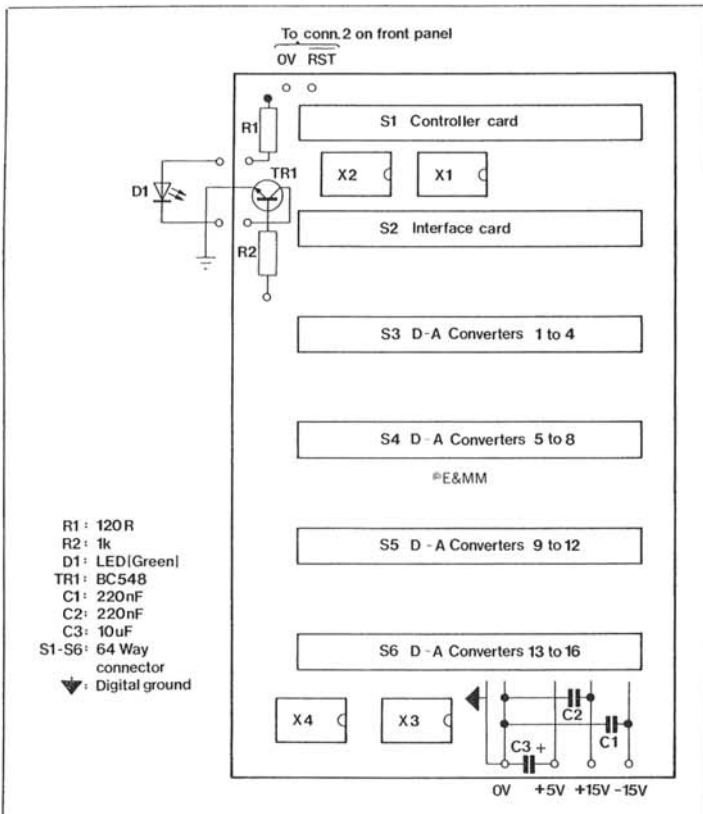 To conn.2 on front panel
0V RST
S1 Controller card
R1
X2 X1
TR1
D1
S2 Interface card
R2
S3 D-A Converters 1 to 4
S4 D-A Converters 5 to 8
©E&MM
R1: 120R
R2: 1k
D1: LED(Green)
TR1: BC548
C1: 220nF
C2: 220nF
C3: 10uF
S1-S6: 64 Way
connector
: Digital ground
S5 D-A Converters 9 to 12
S6 D-A Converters 13 to 16
X4 X3
C2
C1
C3 +
0V +5V +15V -15V